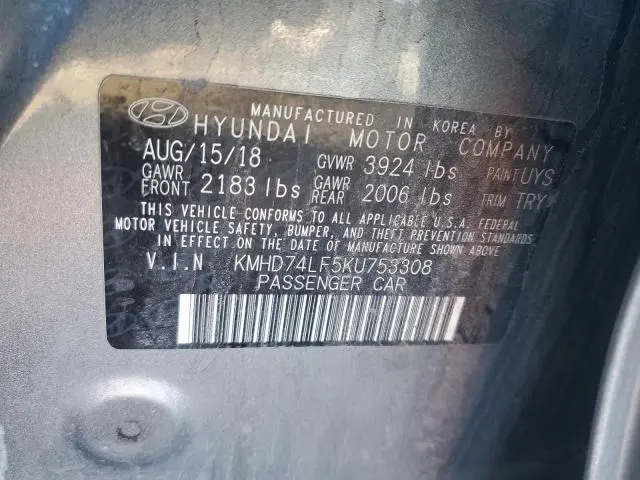 MANUFACTURED IN KOREA BY
HYUNDAI MOTOR COMPANY
AUG/15/18 GVWR 3924 lbs PAINT UYS
GAWR FRONT 2183 lbs GAWR REAR 2006 lbs TRIM TRY
THIS VEHICLE CONFORMS TO ALL APPLICABLE U.S.A. FEDERAL
MOTOR VEHICLE SAFETY, BUMPER, AND THEFT PREVENTION STANDARDS
IN EFFECT ON THE DATE OF MANUFACTURE SHOWN ABOVE
V.I.N KMHD74LF5KU753308
PASSENGER CAR